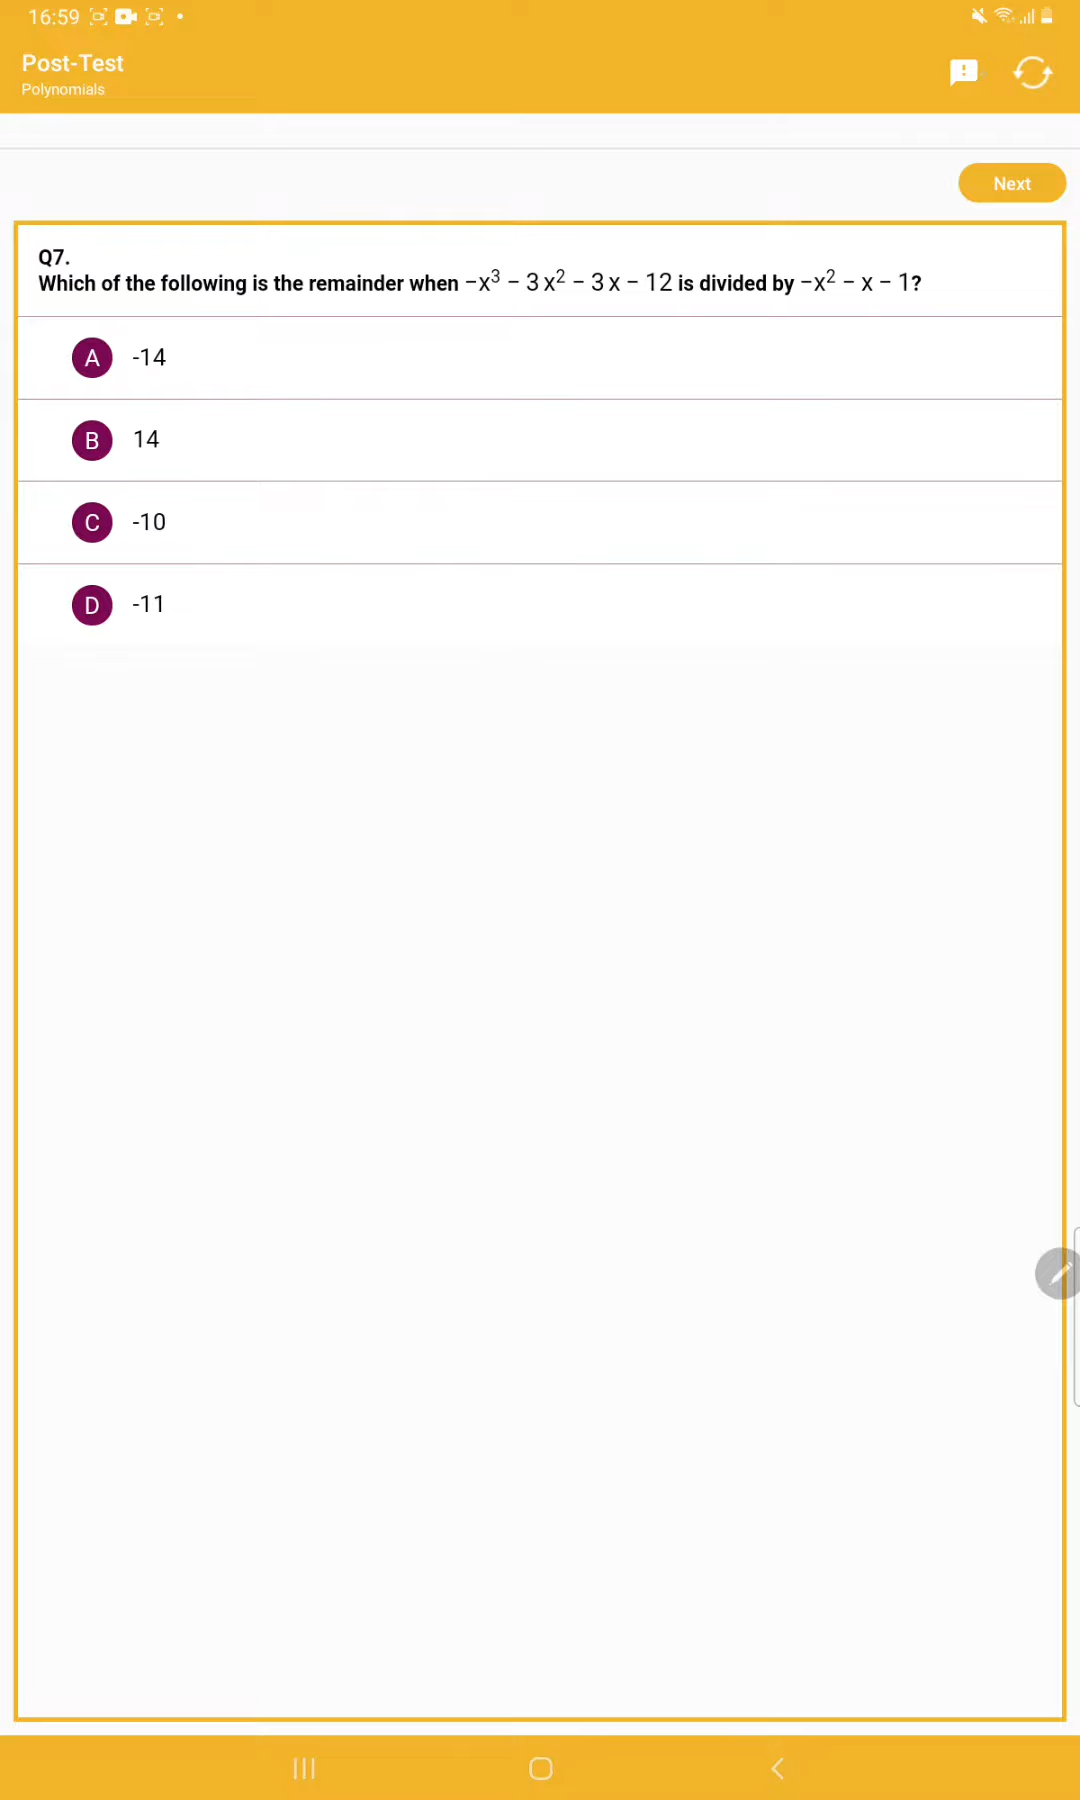 16:59
Post-Test
Polynomials
Next
Q7.
Which of the following is the remainder when −x³ − 3x² − 3x − 12 is divided by −x² − x − 1?
A -14
B 14
C -10
D -11